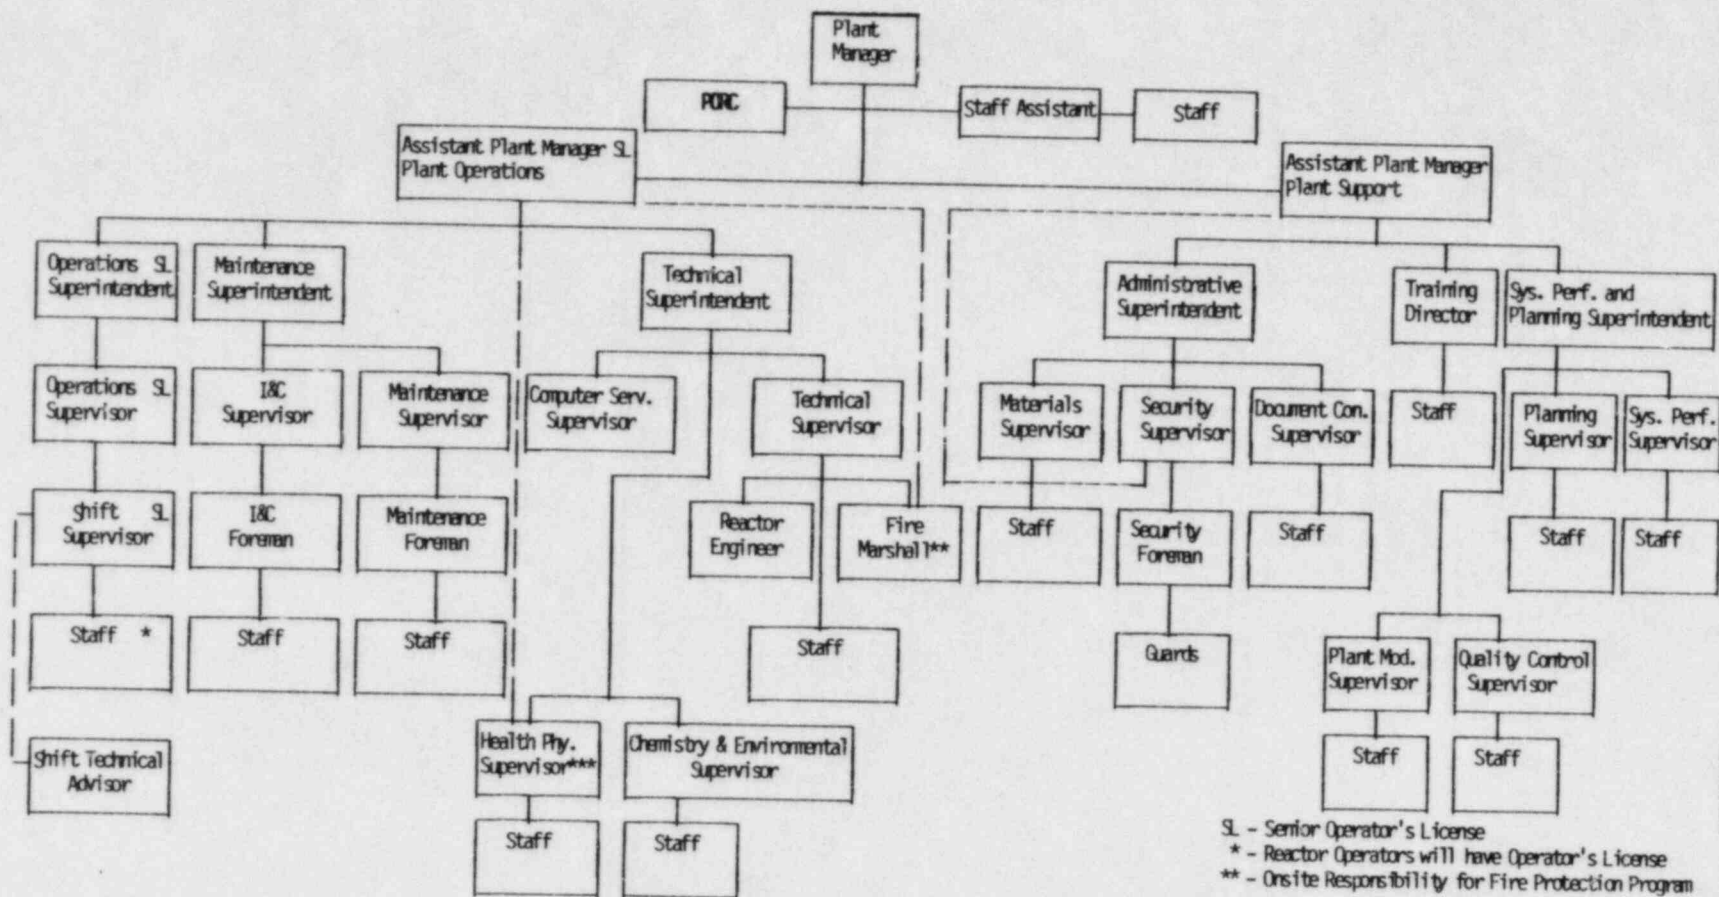 Plant
Manager
PORC
Staff Assistant
Staff
Assistant Plant Manager SL
Plant Operations
Assistant Plant Manager
Plant Support
Operations SL
Superintendent
Maintenance
Superintendent
Technical
Superintendent
Administrative
Superintendent
Training
Director
Sys. Perf. and
Planning Superintendent
Operations SL
Supervisor
I&C
Supervisor
Maintenance
Supervisor
Computer Serv.
Supervisor
Technical
Supervisor
Materials
Supervisor
Security
Supervisor
Document Con.
Supervisor
Staff
Planning
Supervisor
Sys. Perf.
Supervisor
Shift SL
Supervisor
I&C
Foreman
Maintenance
Foreman
Reactor
Engineer
Fire
Marshall**
Staff
Security
Foreman
Staff
Staff
Staff
Staff *
Staff
Staff
Staff
Guards
Plant Mod.
Supervisor
Quality Control
Supervisor
Shift Technical
Advisor
Health Phy.
Supervisor***
Chemistry & Environmental
Supervisor
Staff
Staff
Staff
Staff
SL - Senior Operator's License
* - Reactor Operators will have Operator's License
** - Onsite Responsibility for Fire Protection Program